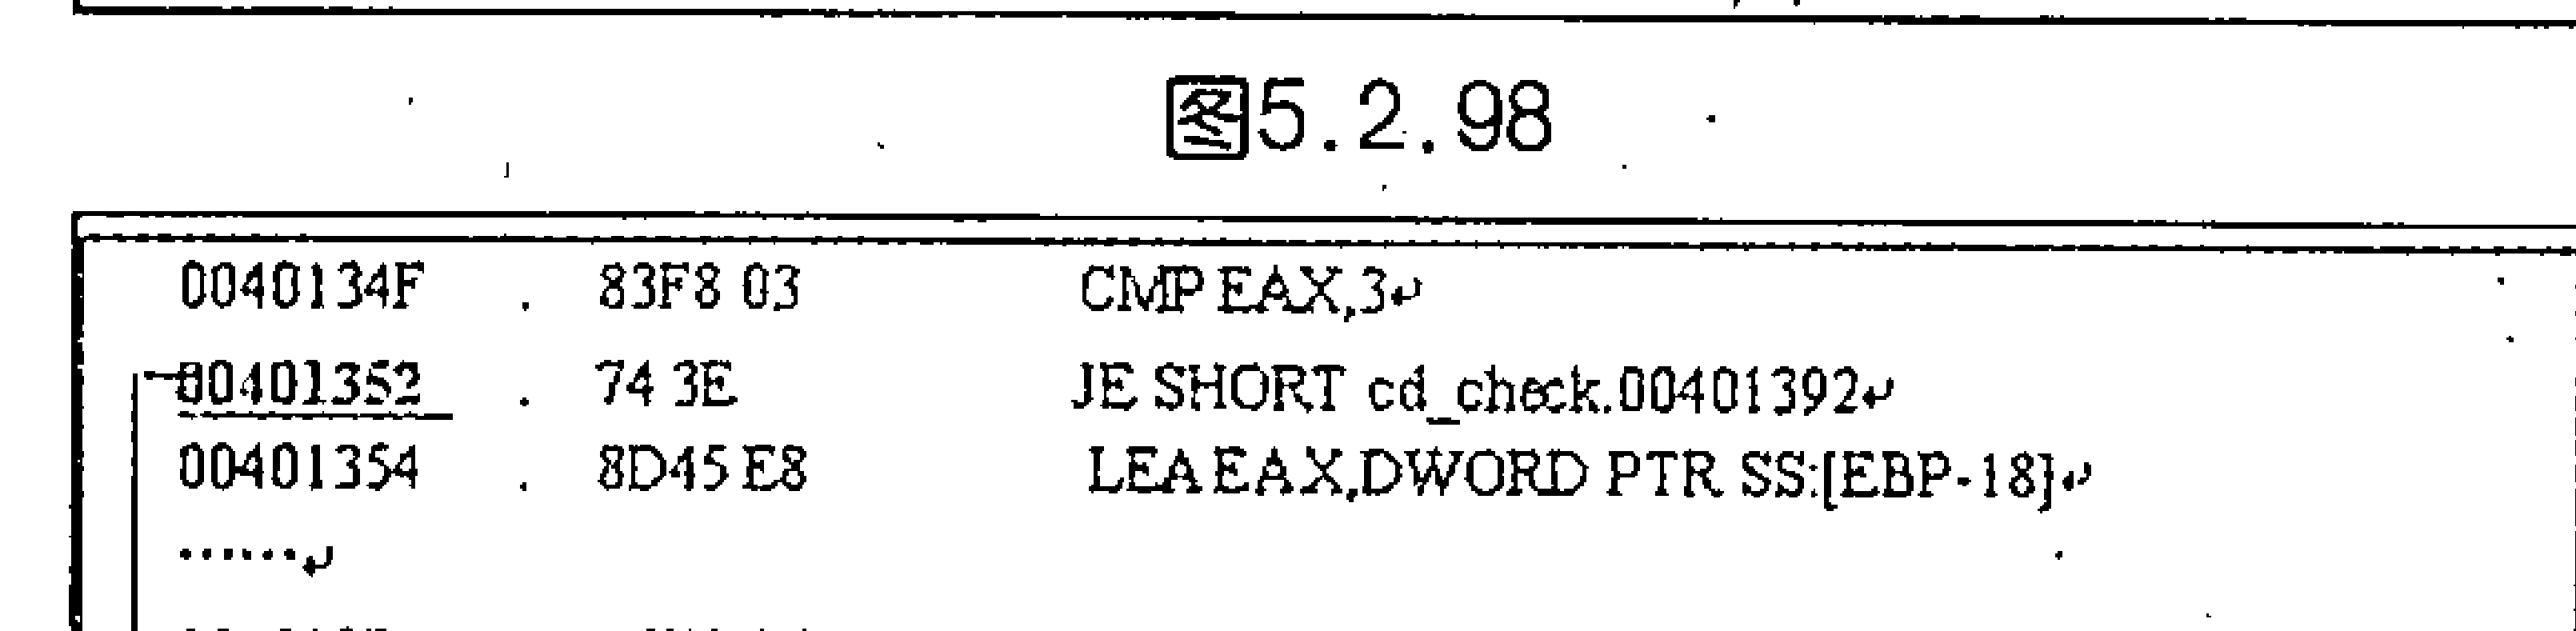 图5.2.98
0040134F . 83F8 03 CMP EAX,3↵
00401352 . 74 3E JE SHORT cd_check.00401392↵
00401354 . 8D45 E8 LEA EAX,DWORD PTR SS:[EBP-18]↵
······↵